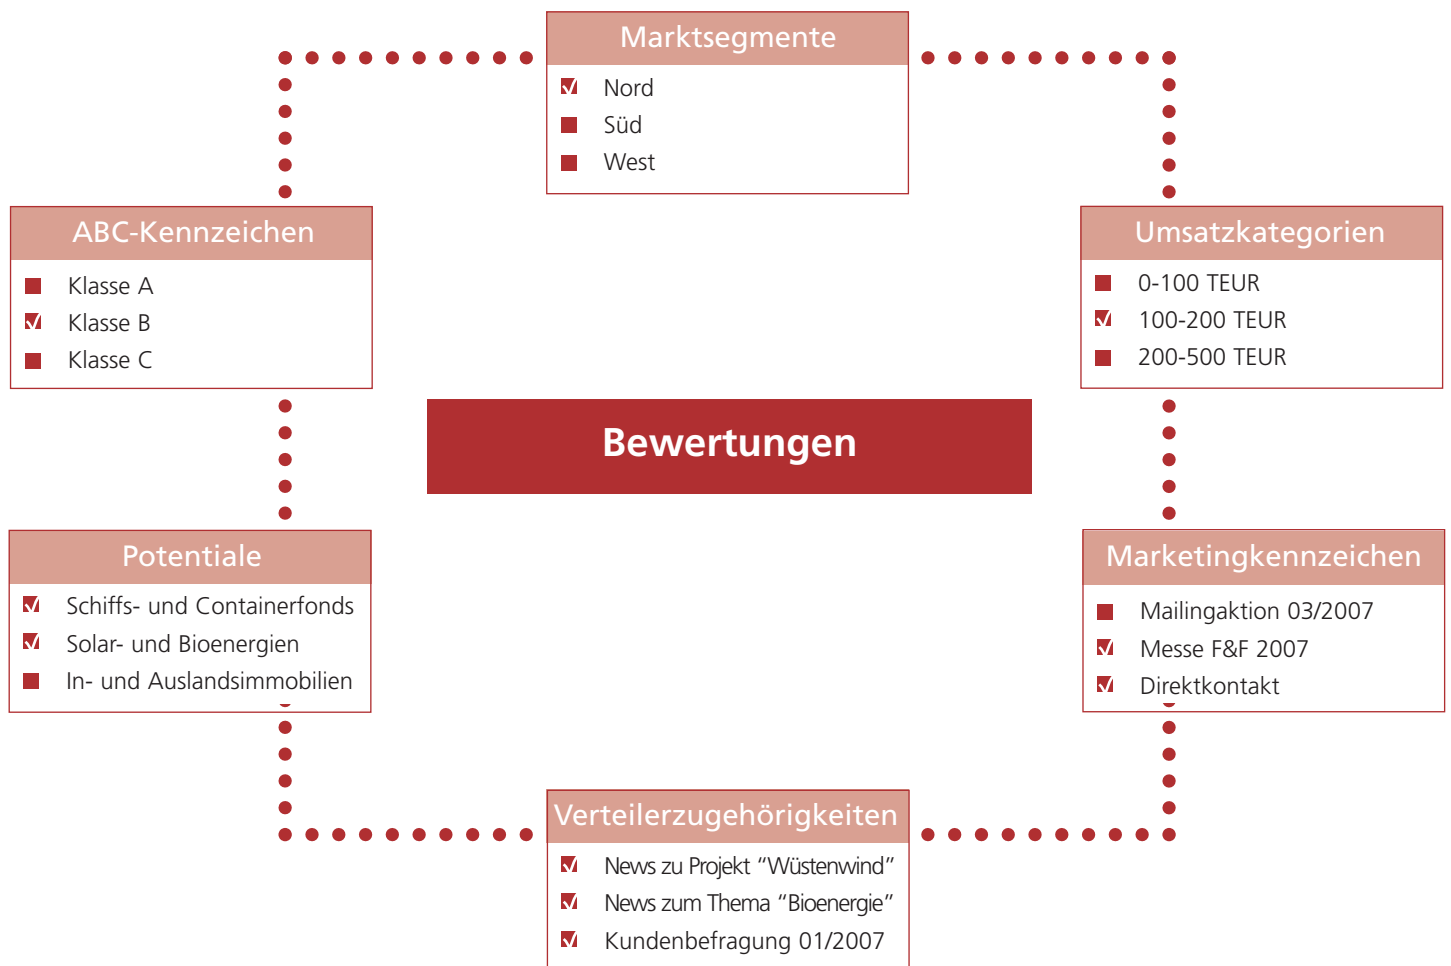 Marktsegmente
Nord
Süd
West
ABC-Kennzeichen
Klasse A
Klasse B
Klasse C
Umsatzkategorien
0-100 TEUR
100-200 TEUR
200-500 TEUR
Bewertungen
Potentiale
Schiffs- und Containerfonds
Solar- und Bioenergien
In- und Auslandsimmobilien
Marketingkennzeichen
Mailingaktion 03/2007
Messe F&F 2007
Direktkontakt
Verteilerzugehörigkeiten
News zu Projekt “Wüstenwind”
News zum Thema “Bioenergie”
Kundenbefragung 01/2007